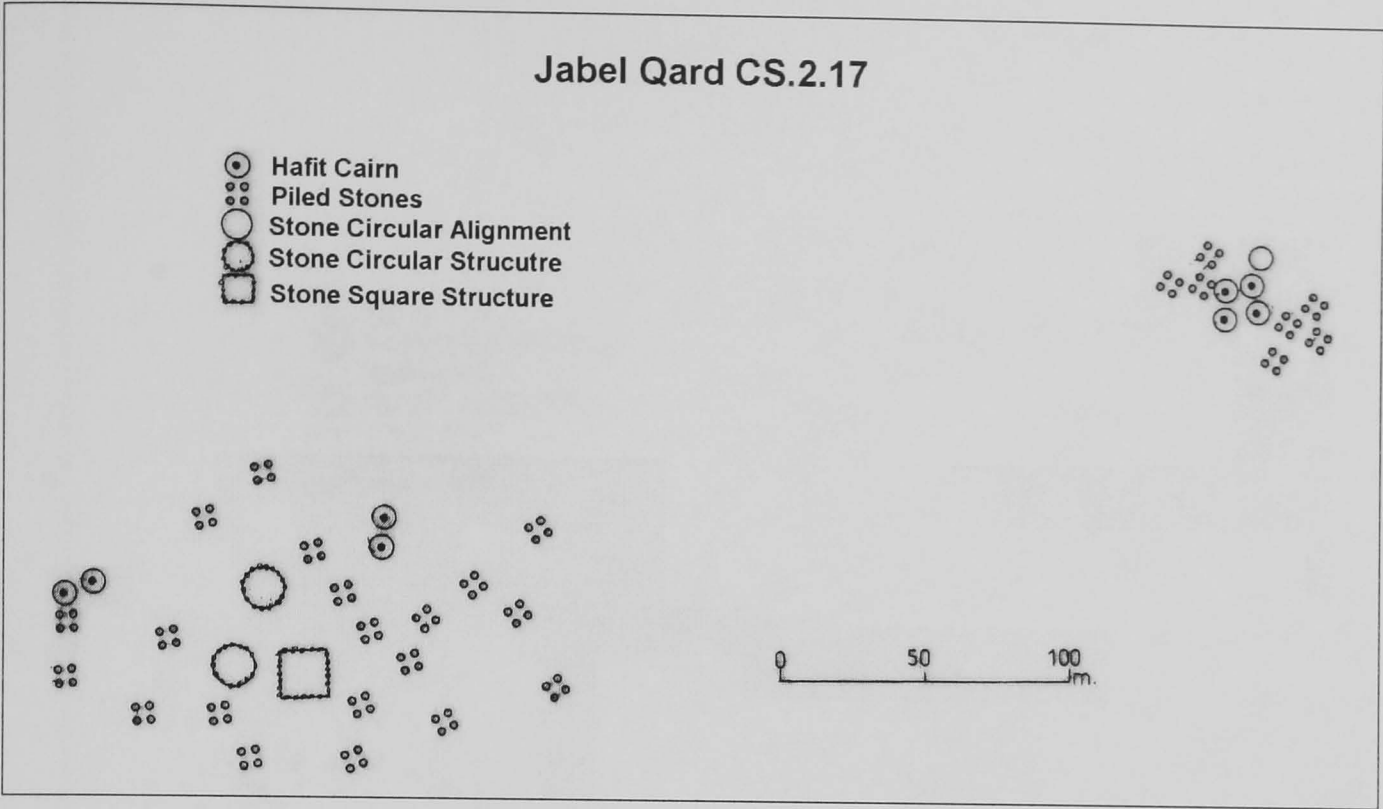 Jabel Qard CS.2.17
Hafit Cairn
Piled Stones
Stone Circular Alignment
Stone Circular Strucutre
Stone Square Structure
0 50 100
m.